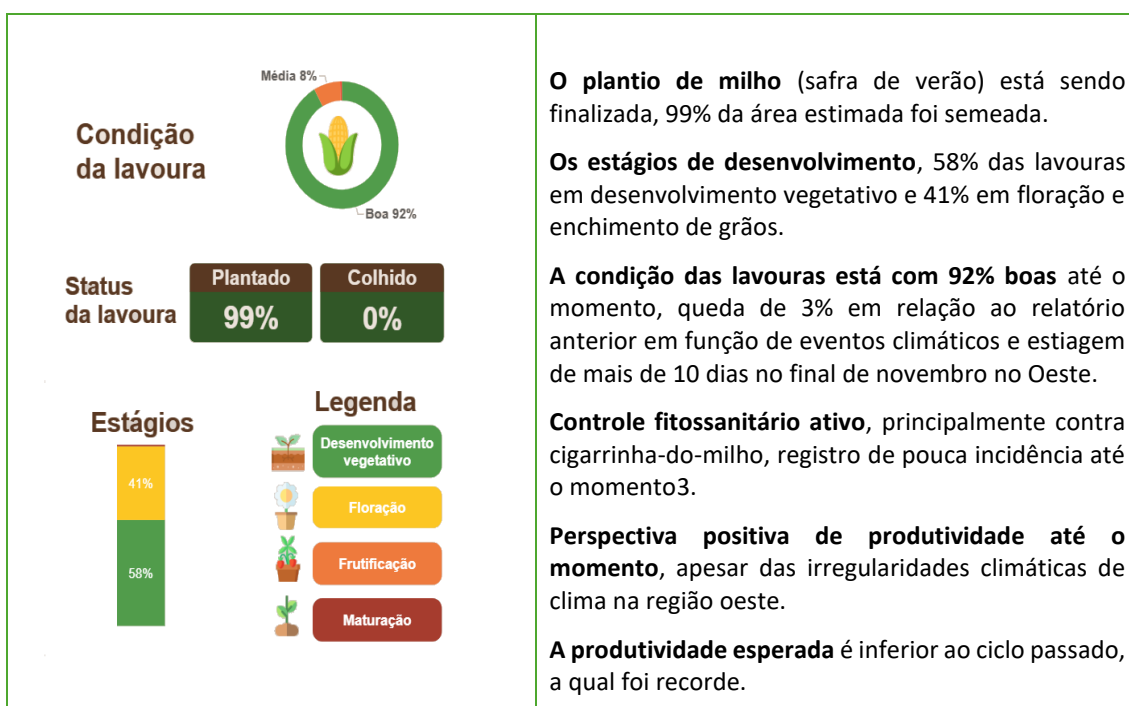 Média 8%
Condição
da lavoura
Boa 92%
Status
da lavoura
Plantado
Colhido
99%
0%
Estágios
41%
58%
Legenda
Desenvolvimento
vegetativo
Floração
Frutificação
Maturação
O plantio de milho (safra de verão) está sendo
finalizada, 99% da área estimada foi semeada.
Os estágios de desenvolvimento, 58% das lavouras
em desenvolvimento vegetativo e 41% em floração e
enchimento de grãos.
A condição das lavouras está com 92% boas até o
momento, queda de 3% em relação ao relatório
anterior em função de eventos climáticos e estiagem
de mais de 10 dias no final de novembro no Oeste.
Controle fitossanitário ativo, principalmente contra
cigarrinha-do-milho, registro de pouca incidência até
o momento3.
Perspectiva positiva de produtividade até o
momento, apesar das irregularidades climáticas de
clima na região oeste.
A produtividade esperada é inferior ao ciclo passado,
a qual foi recorde.